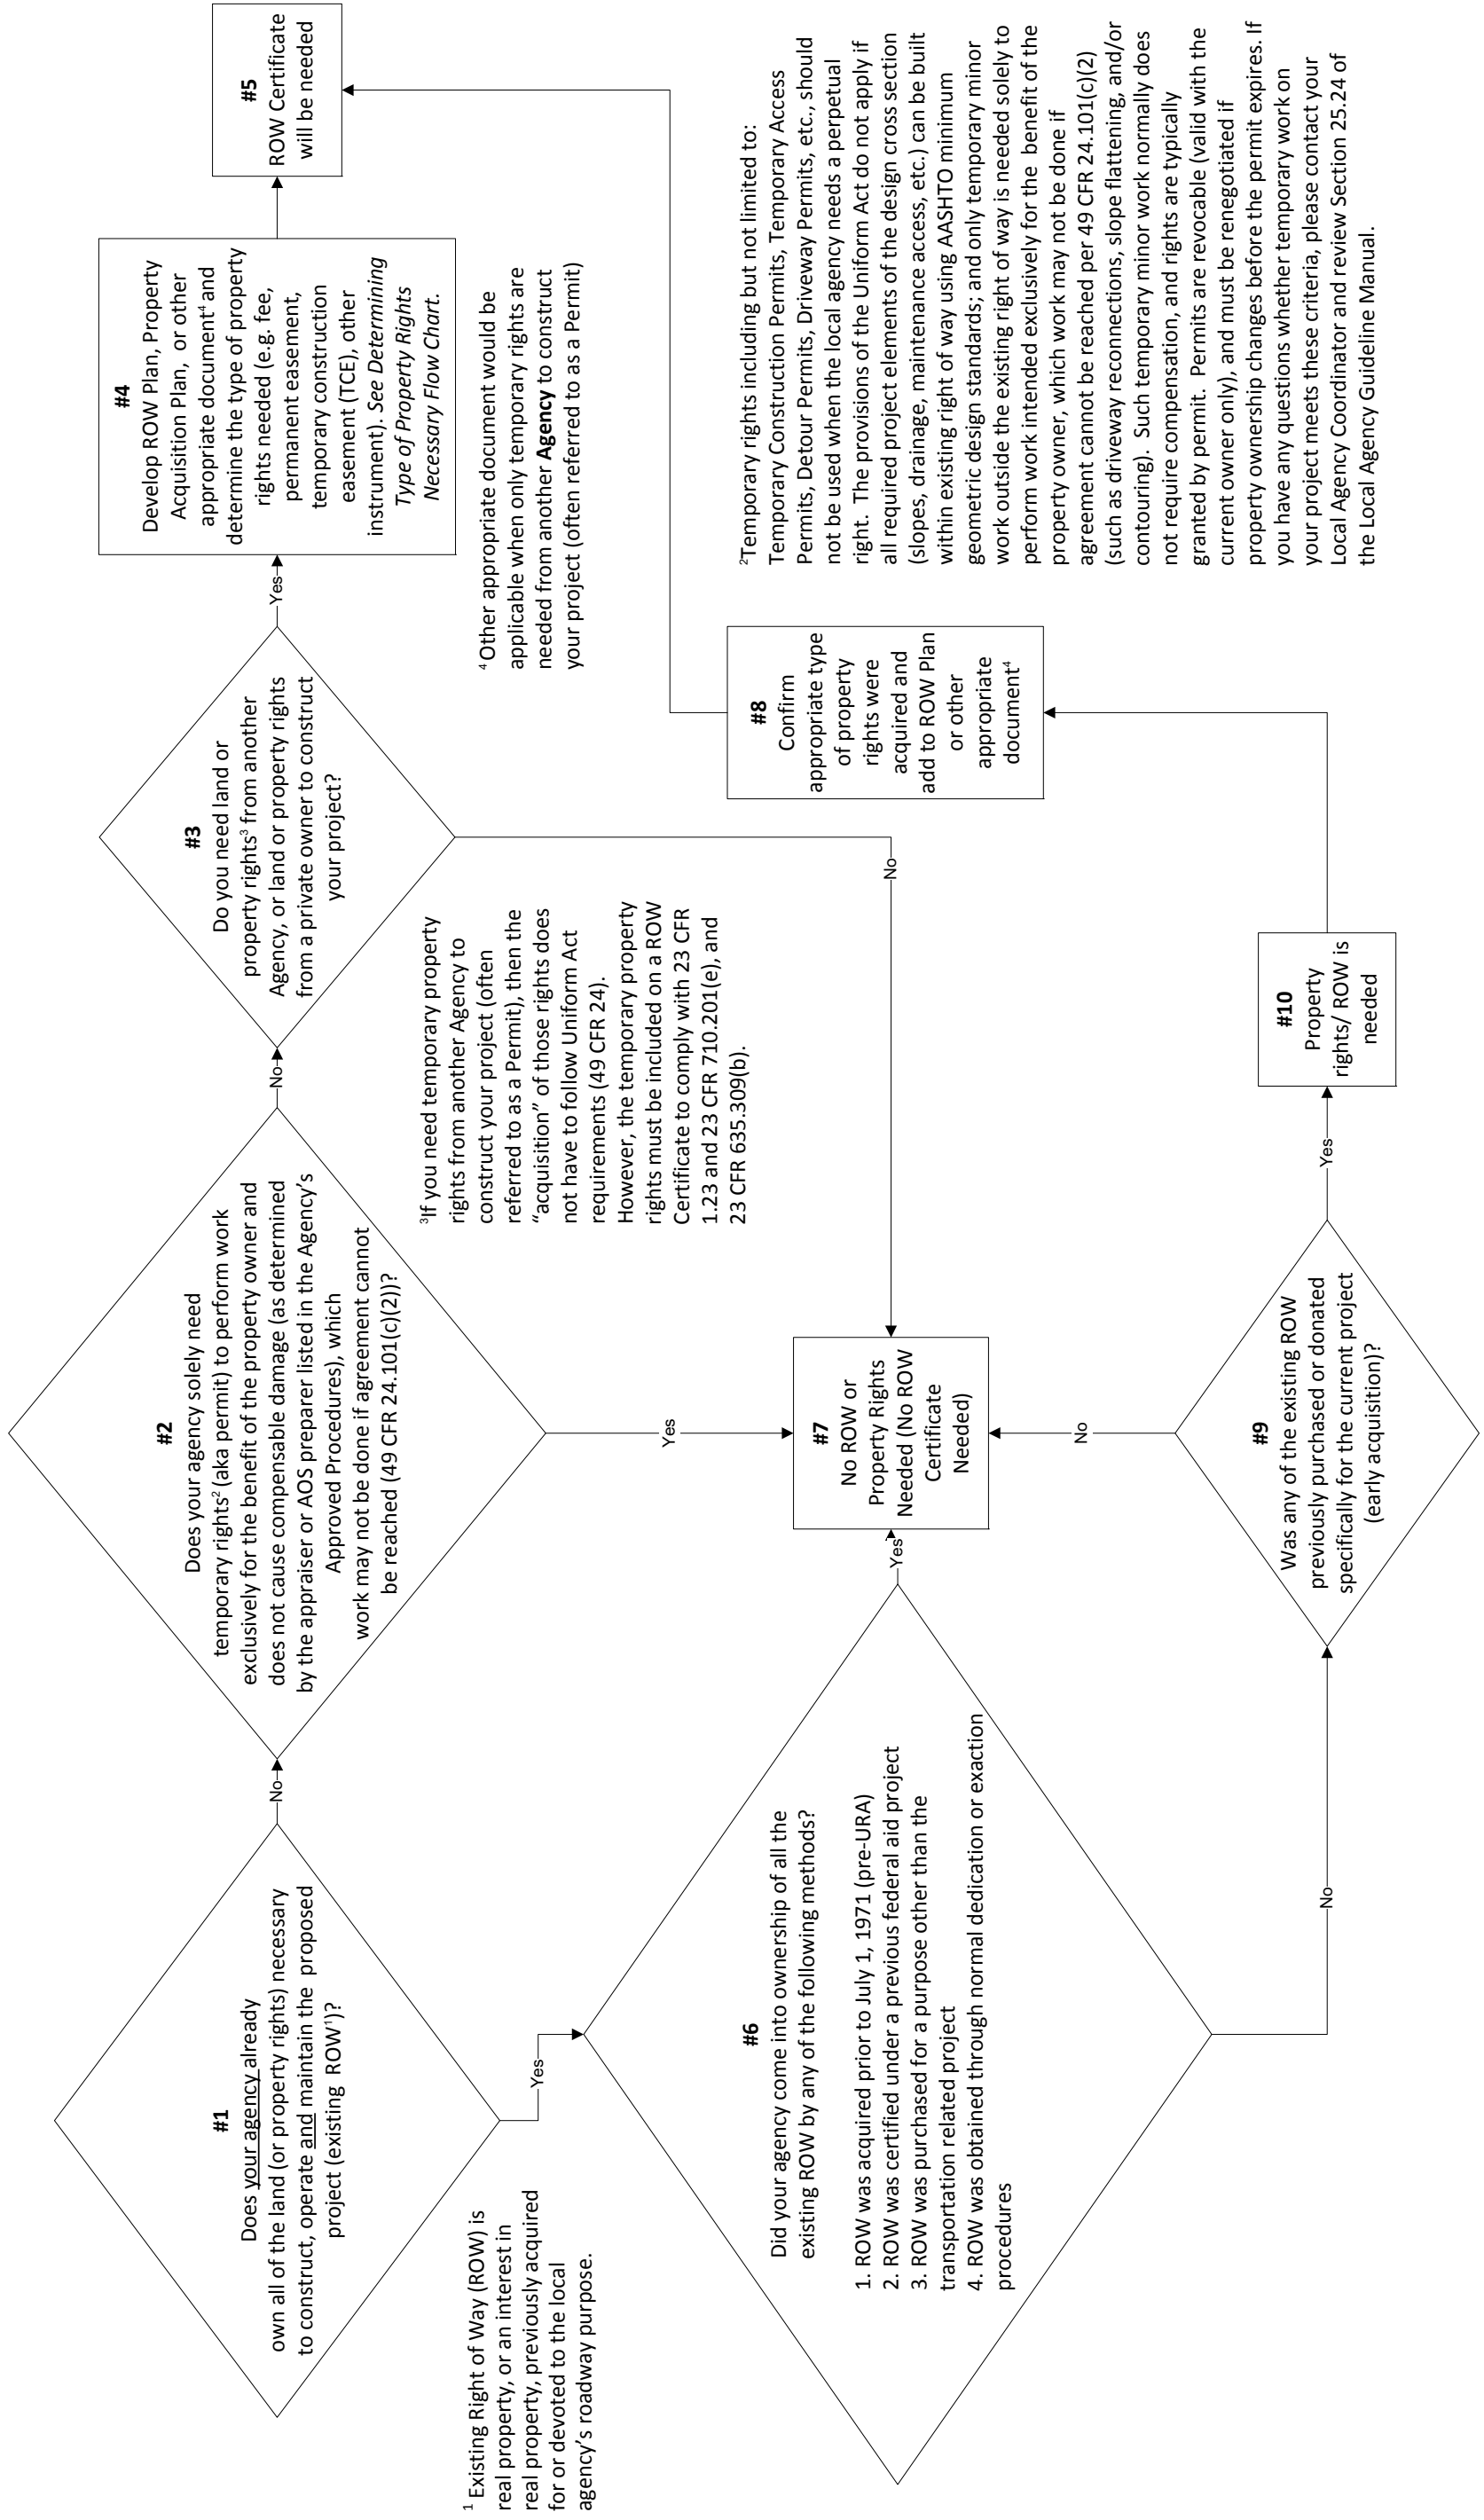 #1
Does your agency already
own all of the land (or property rights) necessary
to construct, operate and maintain the proposed
project (existing ROW¹)?
No
Yes
¹ Existing Right of Way (ROW) is
real property, or an interest in
real property, previously acquired
for or devoted to the local
agency’s roadway purpose.
#2
Does your agency solely need
temporary rights² (aka permit) to perform work
exclusively for the benefit of the property owner and
does not cause compensable damage (as determined
by the appraiser or AOS preparer listed in the Agency’s
Approved Procedures), which
work may not be done if agreement cannot
be reached (49 CFR 24.101(c)(2))?
No
Yes
#3
Do you need land or
property rights³ from another
Agency, or land or property rights
from a private owner to construct
your project?
Yes
No
³If you need temporary property
rights from another Agency to
construct your project (often
referred to as a Permit), then the
“acquisition” of those rights does
not have to follow Uniform Act
requirements (49 CFR 24).
However, the temporary property
rights must be included on a ROW
Certificate to comply with 23 CFR
1.23 and 23 CFR 710.201(e), and
23 CFR 635.309(b).
#4
Develop ROW Plan, Property
Acquisition Plan, or other
appropriate document⁴ and
determine the type of property
rights needed (e.g. fee,
permanent easement,
temporary construction
easement (TCE), other
instrument). See Determining
Type of Property Rights
Necessary Flow Chart.
⁴ Other appropriate document would be
applicable when only temporary rights are
needed from another Agency to construct
your project (often referred to as a Permit)
#5
ROW Certificate
will be needed
#6
Did your agency come into ownership of all the
existing ROW by any of the following methods?
1. ROW was acquired prior to July 1, 1971 (pre-URA)
2. ROW was certified under a previous federal aid project
3. ROW was purchased for a purpose other than the
transportation related project
4. ROW was obtained through normal dedication or exaction
procedures
Yes
No
#7
No ROW or
Property Rights
Needed (No ROW
Certificate
Needed)
#8
Confirm
appropriate type
of property
rights were
acquired and
add to ROW Plan
or other
appropriate
document⁴
#9
Was any of the existing ROW
previously purchased or donated
specifically for the current project
(early acquisition)?
No
Yes
#10
Property
rights/ ROW is
needed
²Temporary rights including but not limited to:
Temporary Construction Permits, Temporary Access
Permits, Detour Permits, Driveway Permits, etc., should
not be used when the local agency needs a perpetual
right. The provisions of the Uniform Act do not apply if
all required project elements of the design cross section
(slopes, drainage, maintenance access, etc.) can be built
within existing right of way using AASHTO minimum
geometric design standards; and only temporary minor
work outside the existing right of way is needed solely to
perform work intended exclusively for the benefit of the
property owner, which work may not be done if
agreement cannot be reached per 49 CFR 24.101(c)(2)
(such as driveway reconnections, slope flattening, and/or
contouring). Such temporary minor work normally does
not require compensation, and rights are typically
granted by permit. Permits are revocable (valid with the
current owner only), and must be renegotiated if
property ownership changes before the permit expires. If
you have any questions whether temporary work on
your project meets these criteria, please contact your
Local Agency Coordinator and review Section 25.24 of
the Local Agency Guideline Manual.